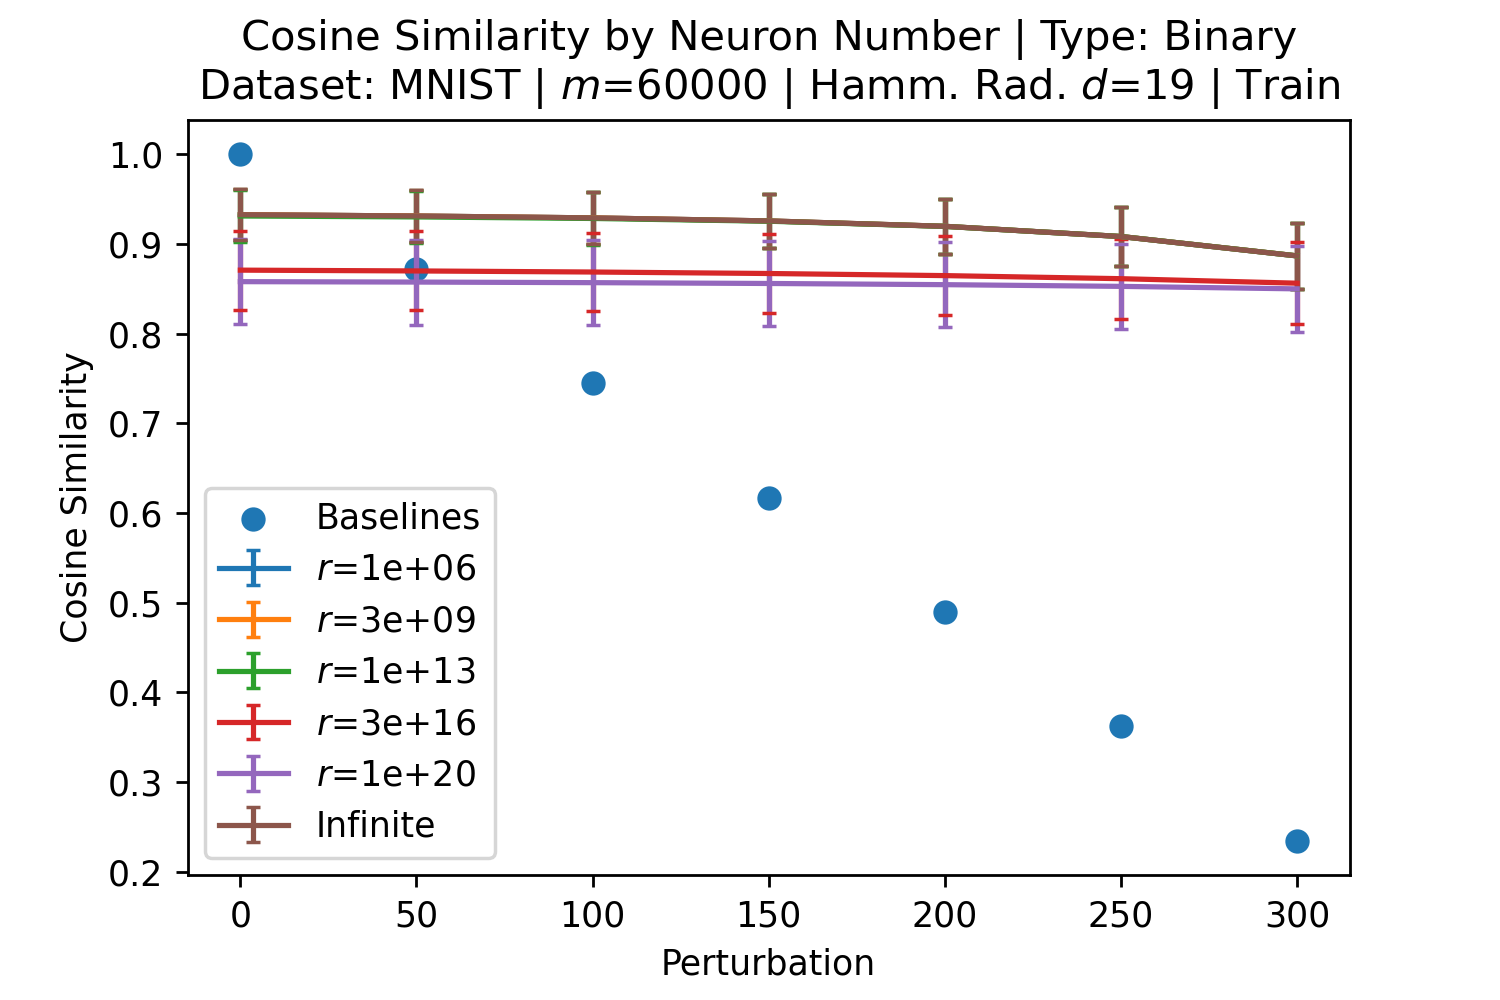 Cosine Similarity by Neuron Number | Type: Binary
Dataset: MNIST | m=60000 | Hamm. Rad. d=19 | Train
Cosine Similarity
1.0
0.9
0.8
0.7
0.6
0.5
0.4
0.3
0.2
Baselines
r=1e+06
r=3e+09
r=1e+13
r=3e+16
r=1e+20
Infinite
0 50 100 150 200 250 300
Perturbation